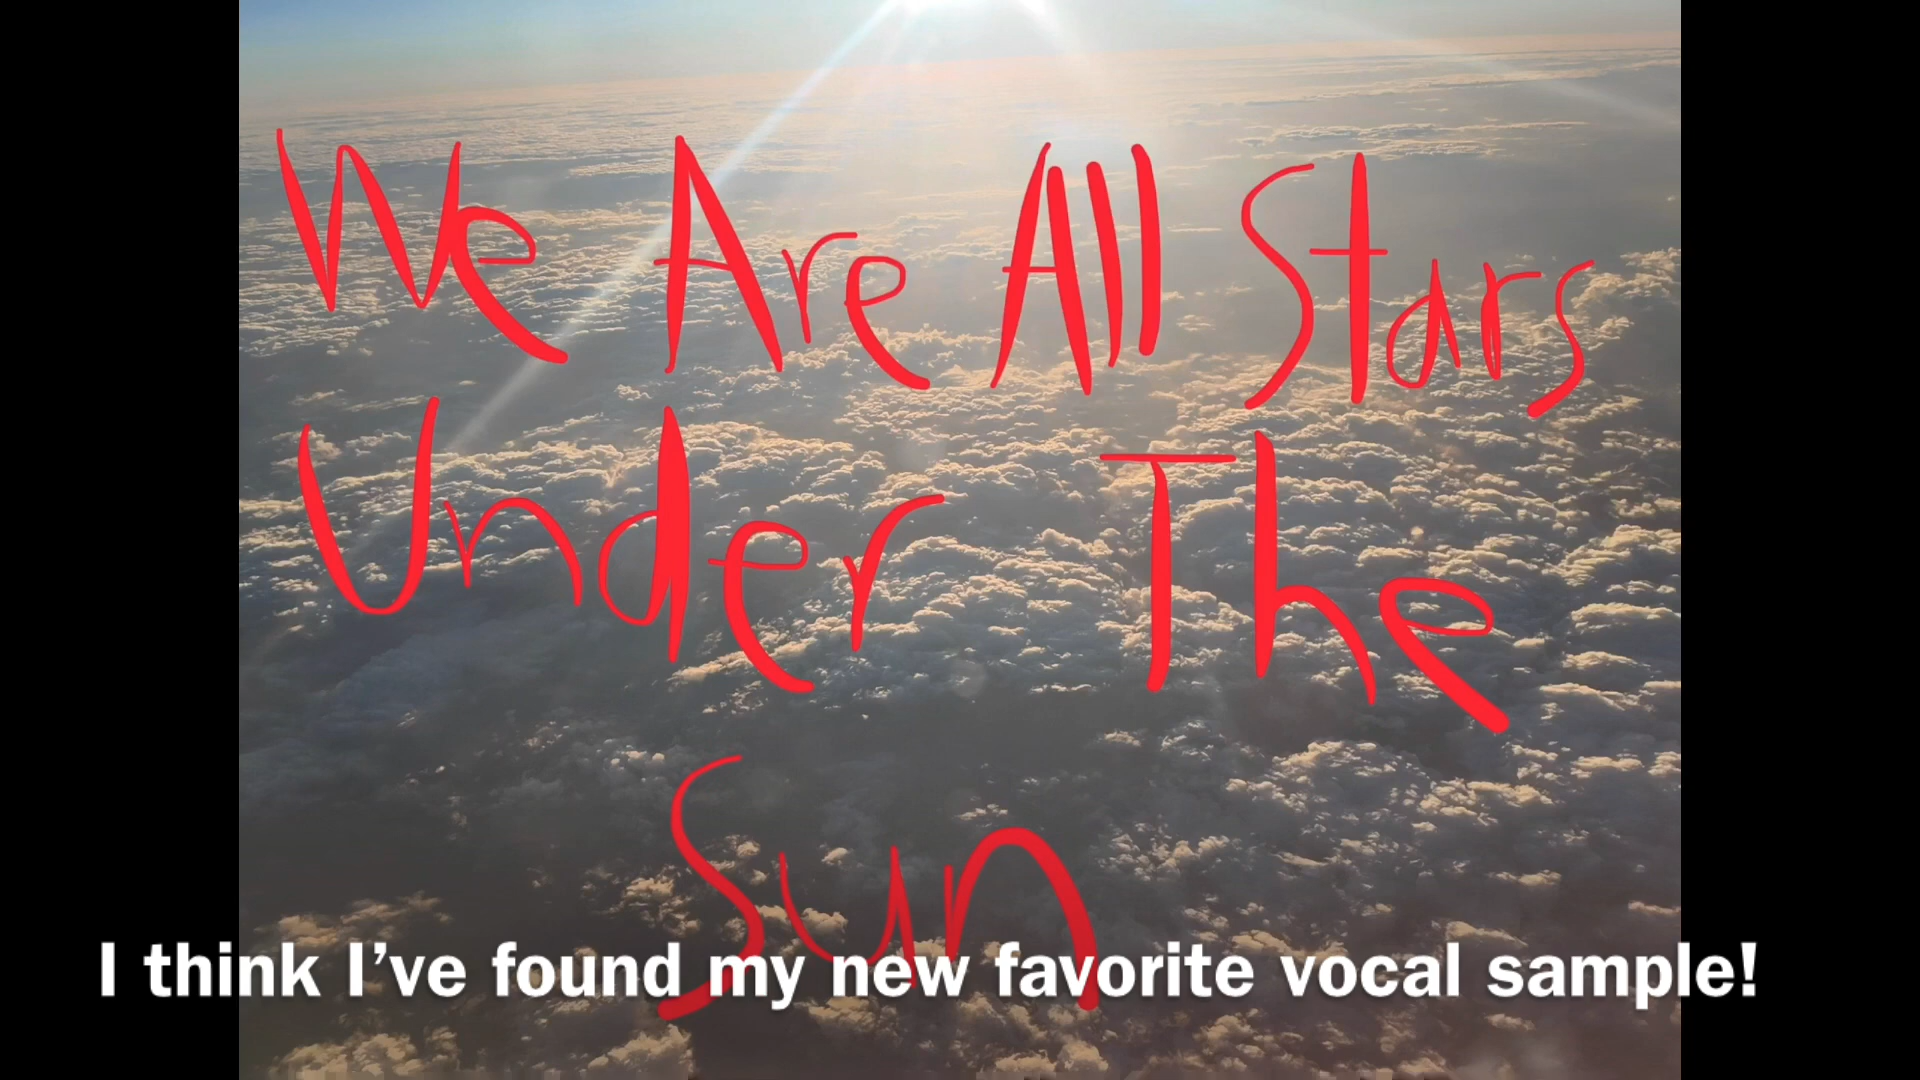 We Are All Stars
Under The
Sun
I think I've found my new favorite vocal sample!